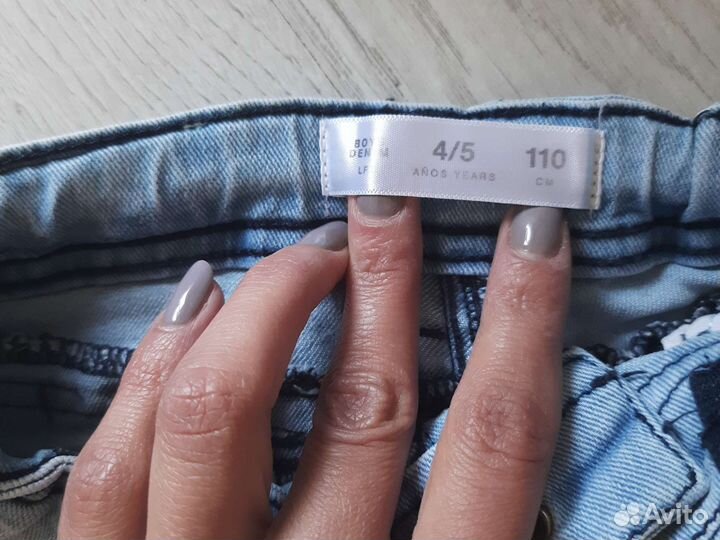 BOY
DENIM
4/5
AÑOS YEARS
110
CM
Avito